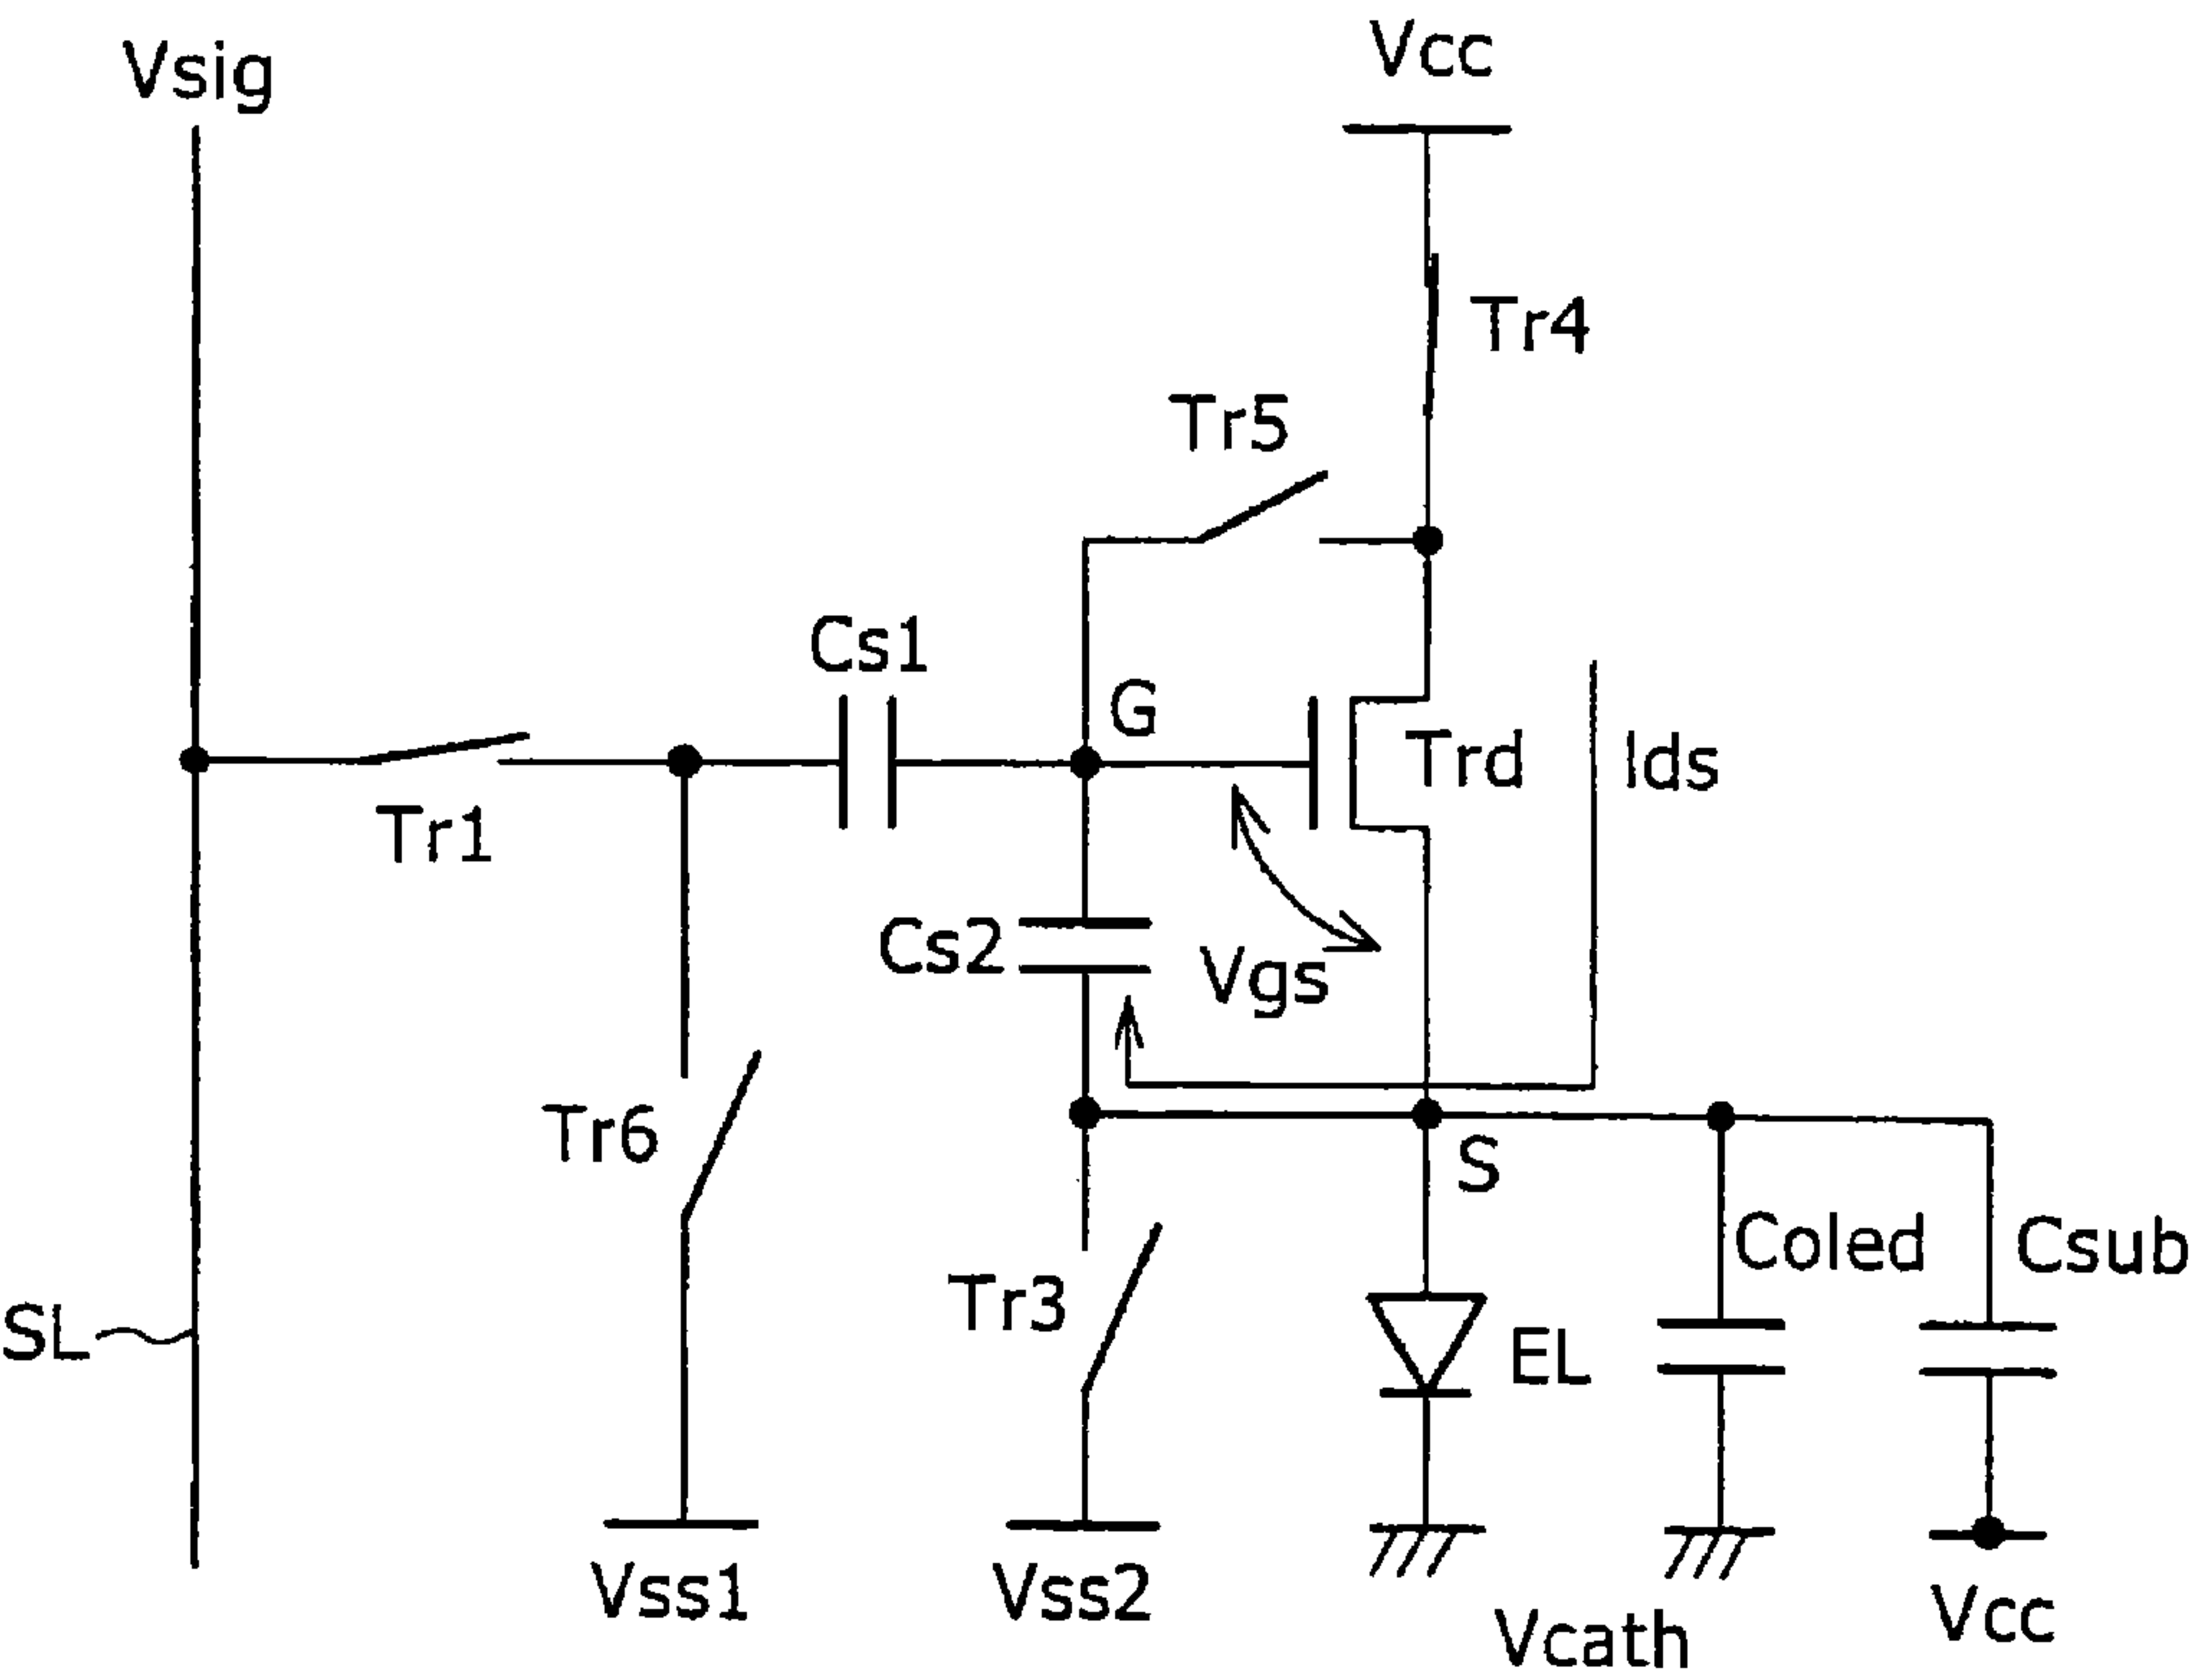 Vsig
Vcc
Tr4
Tr5
Cs1
G
Trd
Ids
Tr1
Cs2
Vgs
Tr6
S
Coled
Csub
Tr3
SL
EL
Vss1
Vss2
Vcath
Vcc